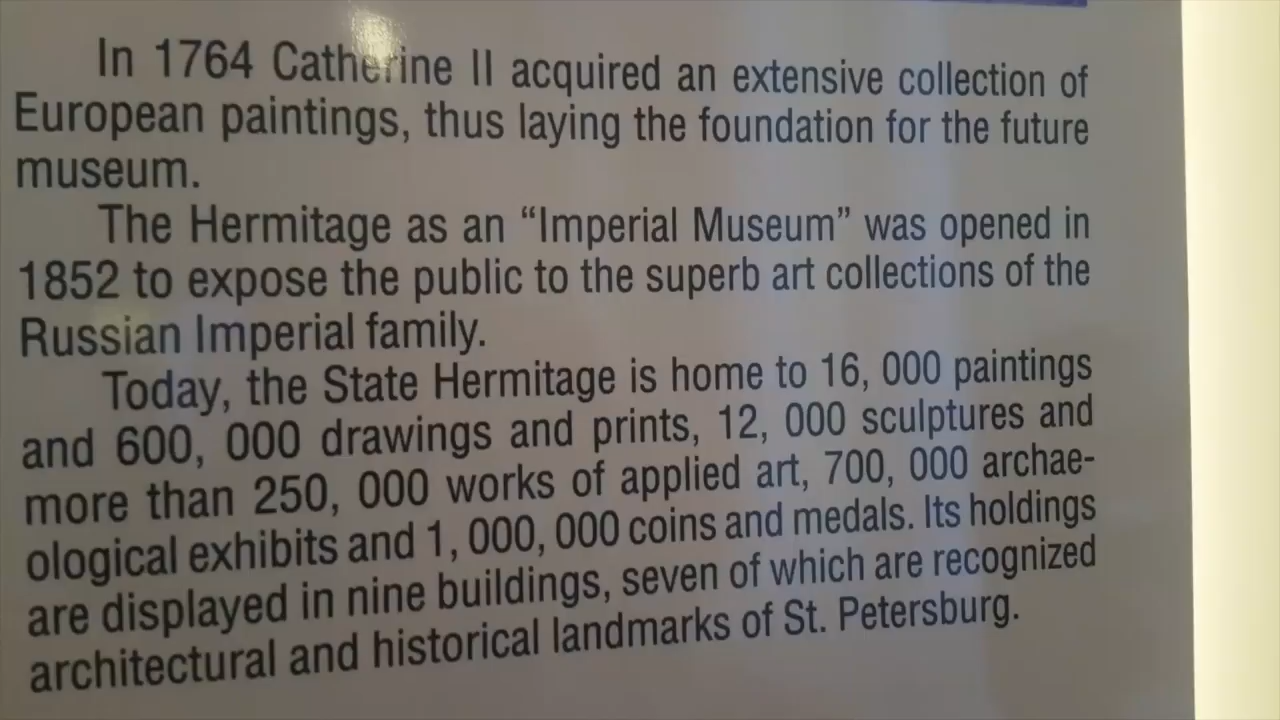 In 1764 Catherine II acquired an extensive collection of
European paintings, thus laying the foundation for the future
museum.
The Hermitage as an “Imperial Museum” was opened in
1852 to expose the public to the superb art collections of the
Russian Imperial family.
Today, the State Hermitage is home to 16, 000 paintings
and 600, 000 drawings and prints, 12, 000 sculptures and
more than 250, 000 works of applied art, 700, 000 archae-
ological exhibits and 1, 000, 000 coins and medals. Its holdings
are displayed in nine buildings, seven of which are recognized
architectural and historical landmarks of St. Petersburg.